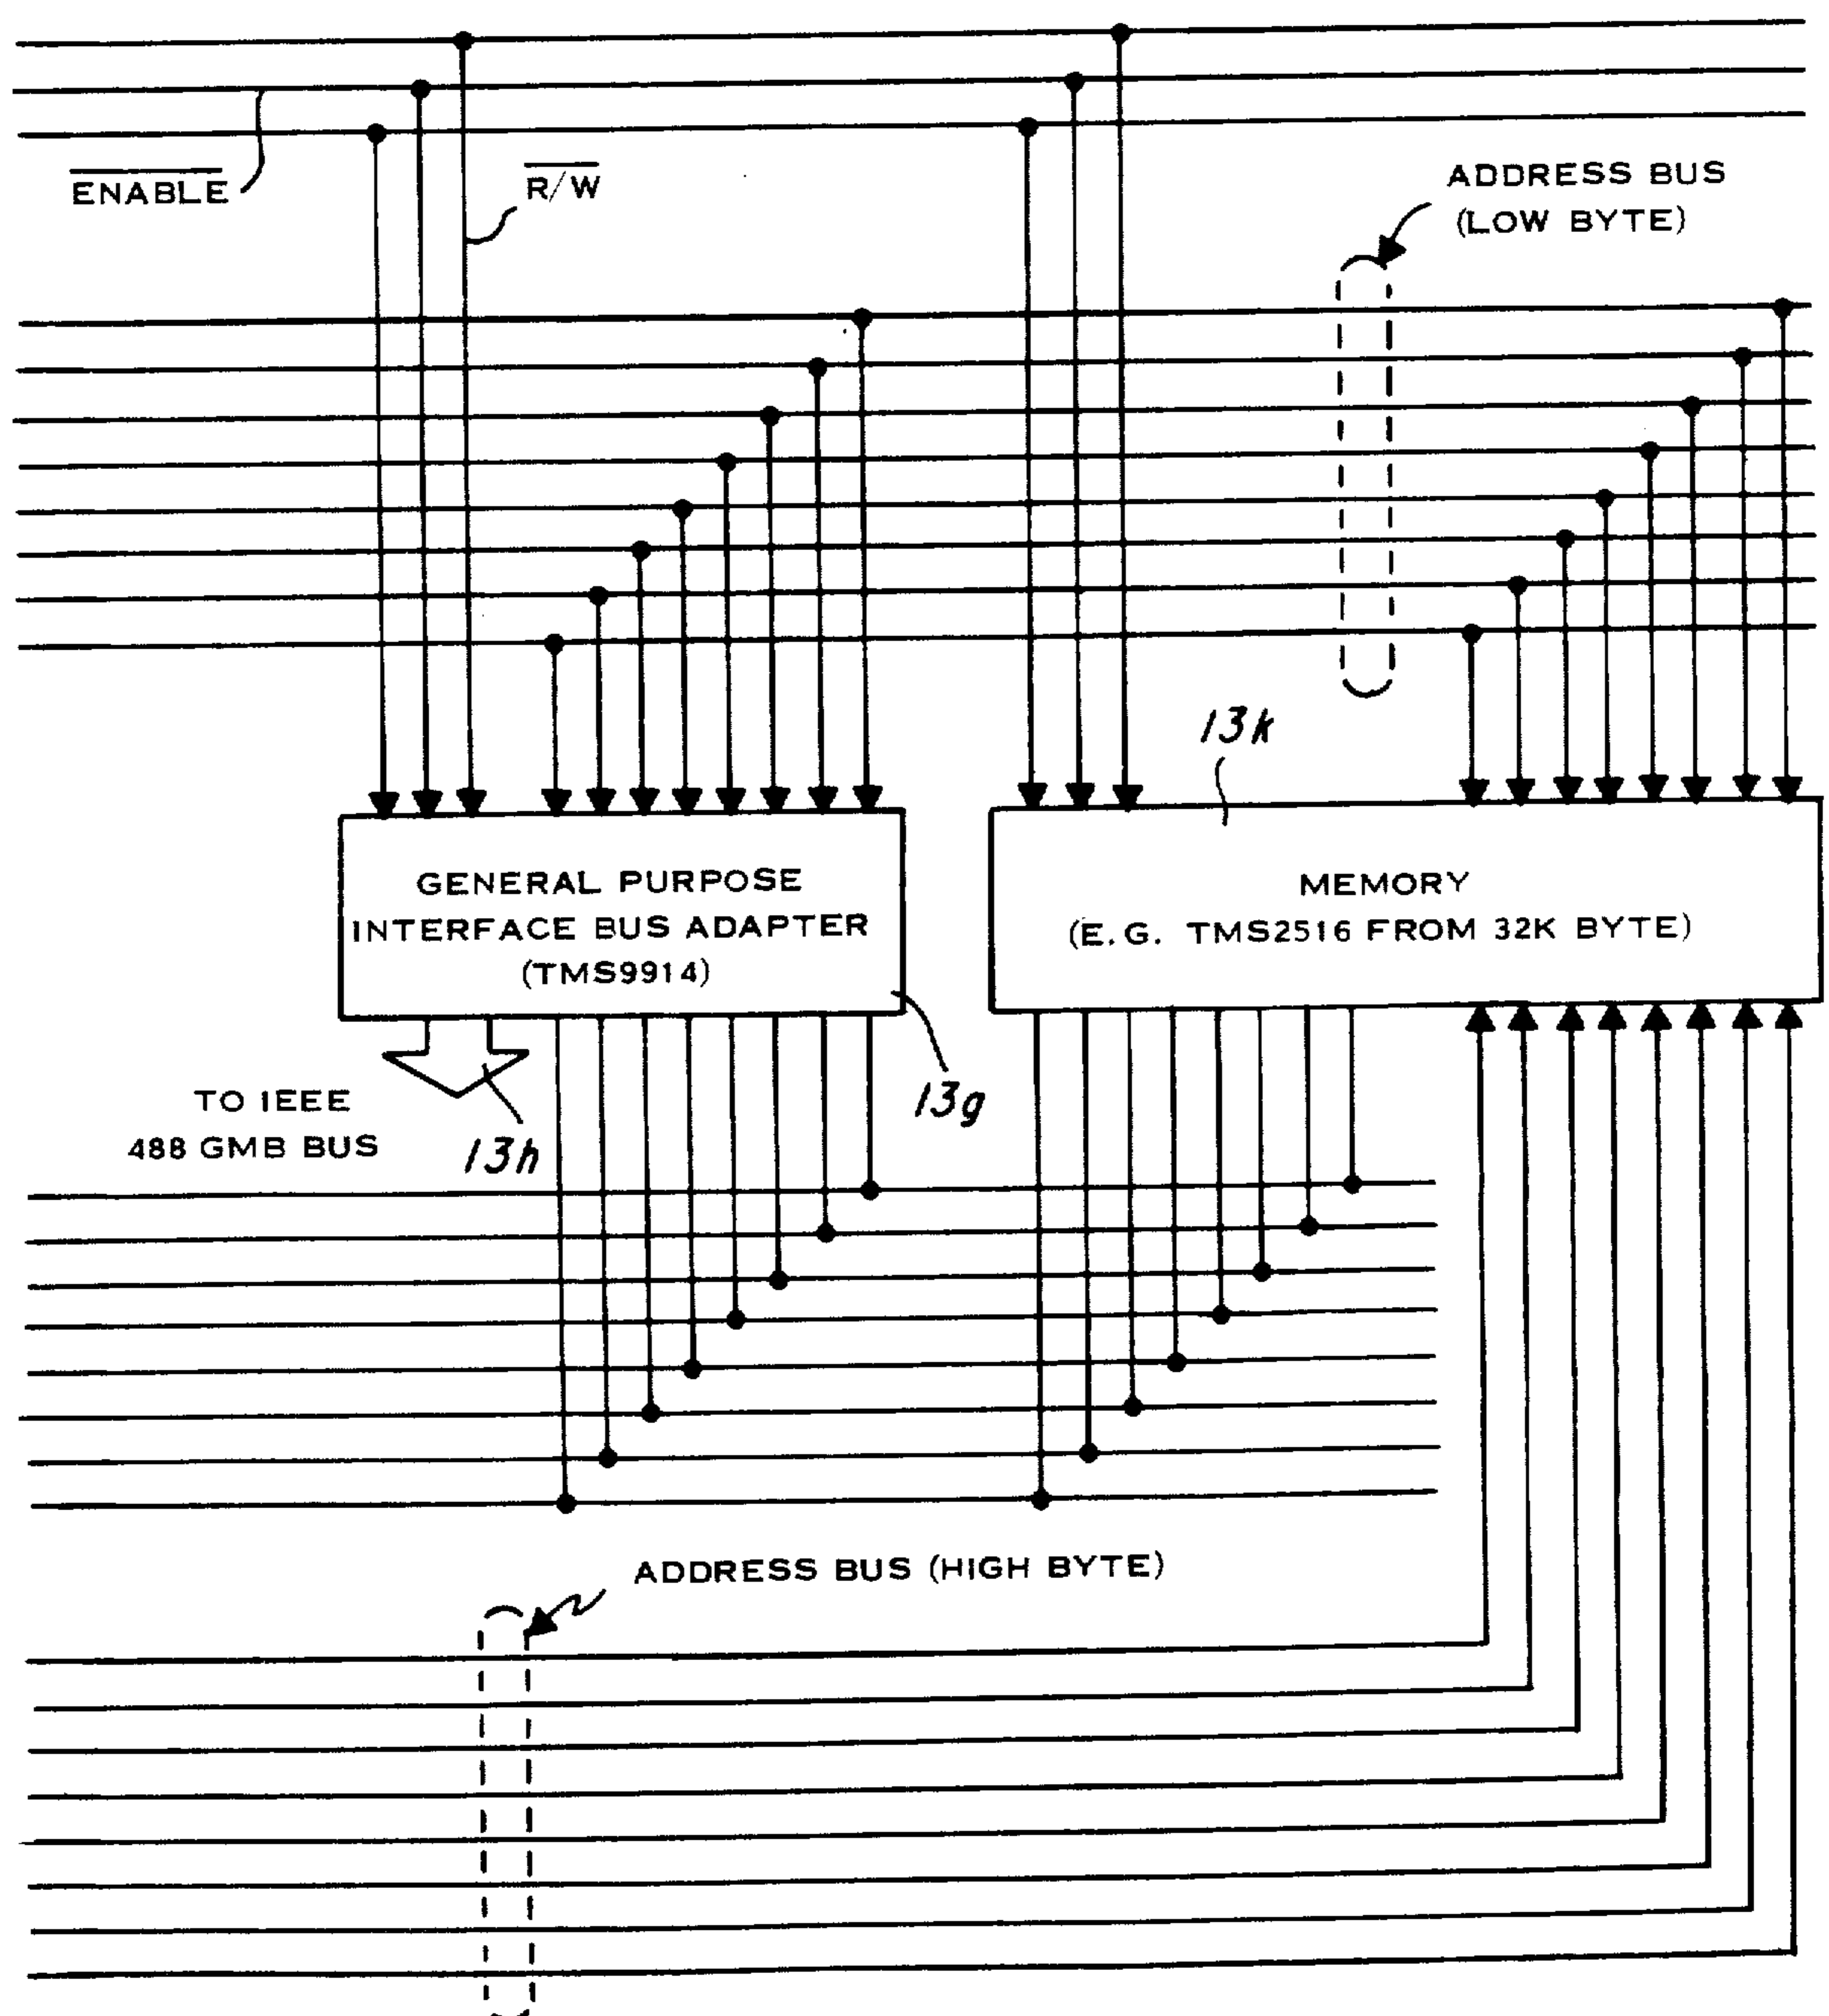 ENABLE
R/W
ADDRESS BUS
(LOW BYTE)
13k
GENERAL PURPOSE
INTERFACE BUS ADAPTER
(TMS9914)
MEMORY
(E.G. TMS2516 FROM 32K BYTE)
13g
TO IEEE
488 GMB BUS
13h
ADDRESS BUS (HIGH BYTE)